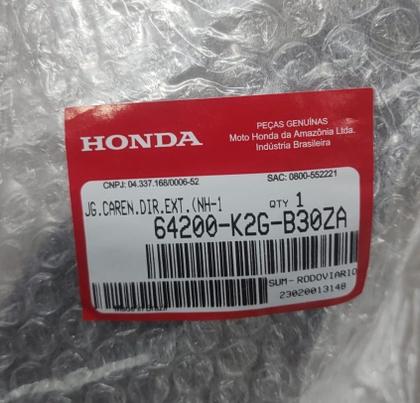 HONDA
PEÇAS GENUÍNAS
Moto Honda da Amazônia Ltda.
Indústria Brasileira
CNPJ: 04.337.168/0006-52
SAC: 0800-552221
JG.CAREN.DIR.EXT.(NH-1
QTY 1
64200-K2G-B30ZA
SUM- RODOVIARIO
23020013148